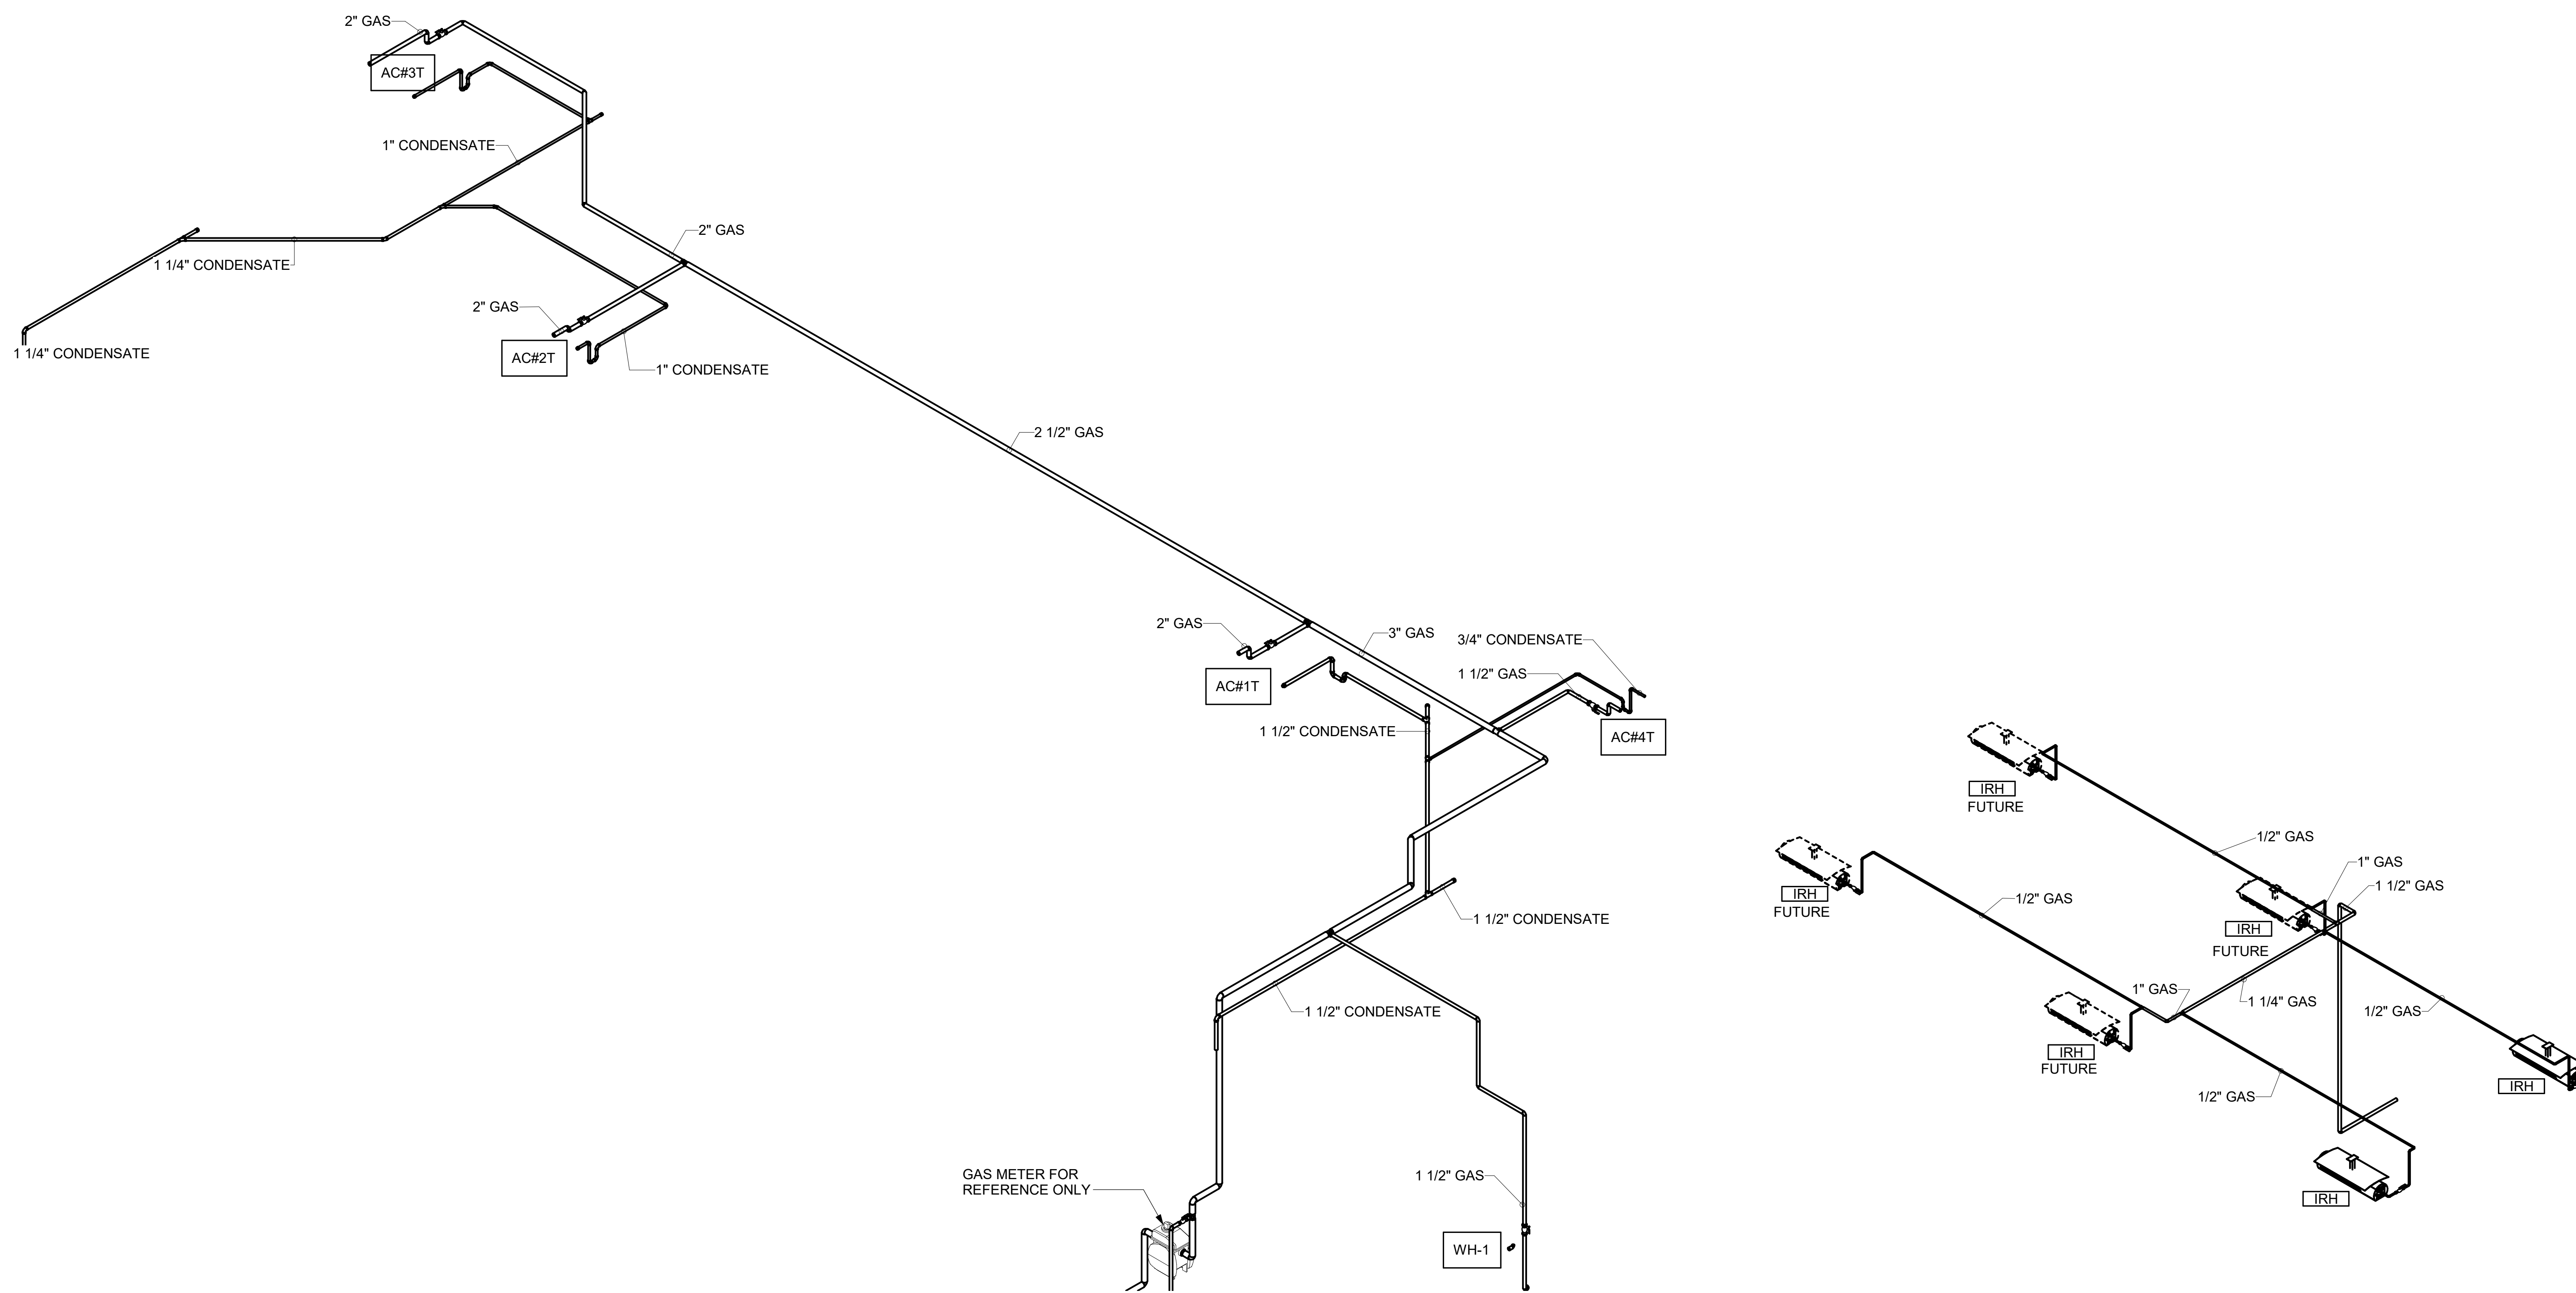 2" GAS
AC#3T
1" CONDENSATE
2" GAS
1 1/4" CONDENSATE
2" GAS
1 1/4" CONDENSATE
AC#2T
1" CONDENSATE
2 1/2" GAS
2" GAS
3" GAS
3/4" CONDENSATE
1 1/2" GAS
AC#1T
1 1/2" CONDENSATE
AC#4T
IRH
FUTURE
1/2" GAS
1" GAS
1 1/2" GAS
IRH
FUTURE
1/2" GAS
1 1/2" CONDENSATE
IRH
FUTURE
1" GAS
1 1/4" GAS
1/2" GAS
1 1/2" CONDENSATE
IRH
FUTURE
IRH
1/2" GAS
GAS METER FOR
REFERENCE ONLY
1 1/2" GAS
IRH
WH-1